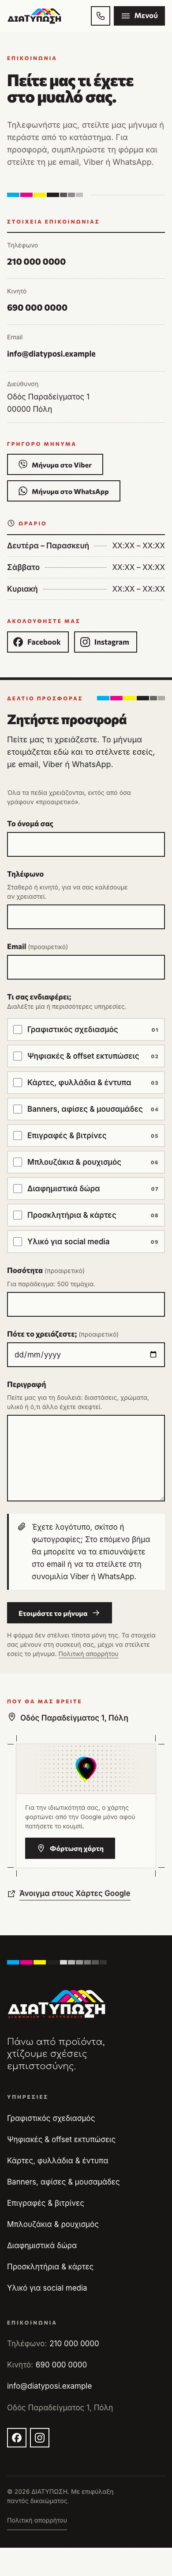 ΔΙΑΤΥΠΩΣΗ
Μενού
ΕΠΙΚΟΙΝΩΝΙΑ
Πείτε μας τι έχετε
στο μυαλό σας.
Τηλεφωνήστε μας, στείλτε μας μήνυμα ή
περάστε από το κατάστημα. Για
προσφορά, συμπληρώστε τη φόρμα και
στείλτε τη με email, Viber ή WhatsApp.
ΣΤΟΙΧΕΙΑ ΕΠΙΚΟΙΝΩΝΙΑΣ
Τηλέφωνο
210 000 0000
Κινητό
690 000 0000
Email
info@diatyposi.example
Διεύθυνση
Οδός Παραδείγματος 1
00000 Πόλη
ΓΡΗΓΟΡΟ ΜΗΝΥΜΑ
Μήνυμα στο Viber
Μήνυμα στο WhatsApp
ΩΡΑΡΙΟ
Δευτέρα – Παρασκευή XX:XX – XX:XX
Σάββατο XX:XX – XX:XX
Κυριακή XX:XX – XX:XX
ΑΚΟΛΟΥΘΗΣΤΕ ΜΑΣ
Facebook Instagram
ΔΕΛΤΙΟ ΠΡΟΣΦΟΡΑΣ
Ζητήστε προσφορά
Πείτε μας τι χρειάζεστε. Το μήνυμα
ετοιμάζεται εδώ και το στέλνετε εσείς,
με email, Viber ή WhatsApp.
Όλα τα πεδία χρειάζονται, εκτός από όσα
γράφουν «προαιρετικό».
Το όνομά σας
Τηλέφωνο
Σταθερό ή κινητό, για να σας καλέσουμε
αν χρειαστεί.
Email (προαιρετικό)
Τι σας ενδιαφέρει;
Διαλέξτε μία ή περισσότερες υπηρεσίες.
Γραφιστικός σχεδιασμός 01
Ψηφιακές & offset εκτυπώσεις 02
Κάρτες, φυλλάδια & έντυπα 03
Banners, αφίσες & μουσαμάδες 04
Επιγραφές & βιτρίνες 05
Μπλουζάκια & ρουχισμός 06
Διαφημιστικά δώρα 07
Προσκλητήρια & κάρτες 08
Υλικό για social media 09
Ποσότητα (προαιρετικό)
Για παράδειγμα: 500 τεμάχια.
Πότε το χρειάζεστε; (προαιρετικό)
dd/mm/yyyy
Περιγραφή
Πείτε μας για τη δουλειά: διαστάσεις, χρώματα,
υλικό ή ό,τι άλλο έχετε σκεφτεί.
Έχετε λογότυπο, σκίτσο ή
φωτογραφίες; Στο επόμενο βήμα
θα μπορείτε να τα επισυνάψετε
στο email ή να τα στείλετε στη
συνομιλία Viber ή WhatsApp.
Ετοιμάστε το μήνυμα
Η φόρμα δεν στέλνει τίποτα μόνη της. Τα στοιχεία
σας μένουν στη συσκευή σας, μέχρι να στείλετε
εσείς το μήνυμα. Πολιτική απορρήτου
ΠΟΥ ΘΑ ΜΑΣ ΒΡΕΙΤΕ
Οδός Παραδείγματος 1, Πόλη
Για την ιδιωτικότητά σας, ο χάρτης
φορτώνει από την Google μόνο αφού
πατήσετε το κουμπί.
Φόρτωση χάρτη
Άνοιγμα στους Χάρτες Google
ΔΙΑΤΥΠΩΣΗ
Πάνω από προϊόντα,
χτίζουμε σχέσεις
εμπιστοσύνης.
ΥΠΗΡΕΣΙΕΣ
Γραφιστικός σχεδιασμός
Ψηφιακές & offset εκτυπώσεις
Κάρτες, φυλλάδια & έντυπα
Banners, αφίσες & μουσαμάδες
Επιγραφές & βιτρίνες
Μπλουζάκια & ρουχισμός
Διαφημιστικά δώρα
Προσκλητήρια & κάρτες
Υλικό για social media
ΕΠΙΚΟΙΝΩΝΙΑ
Τηλέφωνο: 210 000 0000
Κινητό: 690 000 0000
info@diatyposi.example
Οδός Παραδείγματος 1, Πόλη
© 2026 ΔΙΑΤΥΠΩΣΗ. Με επιφύλαξη
παντός δικαιώματος.
Πολιτική απορρήτου